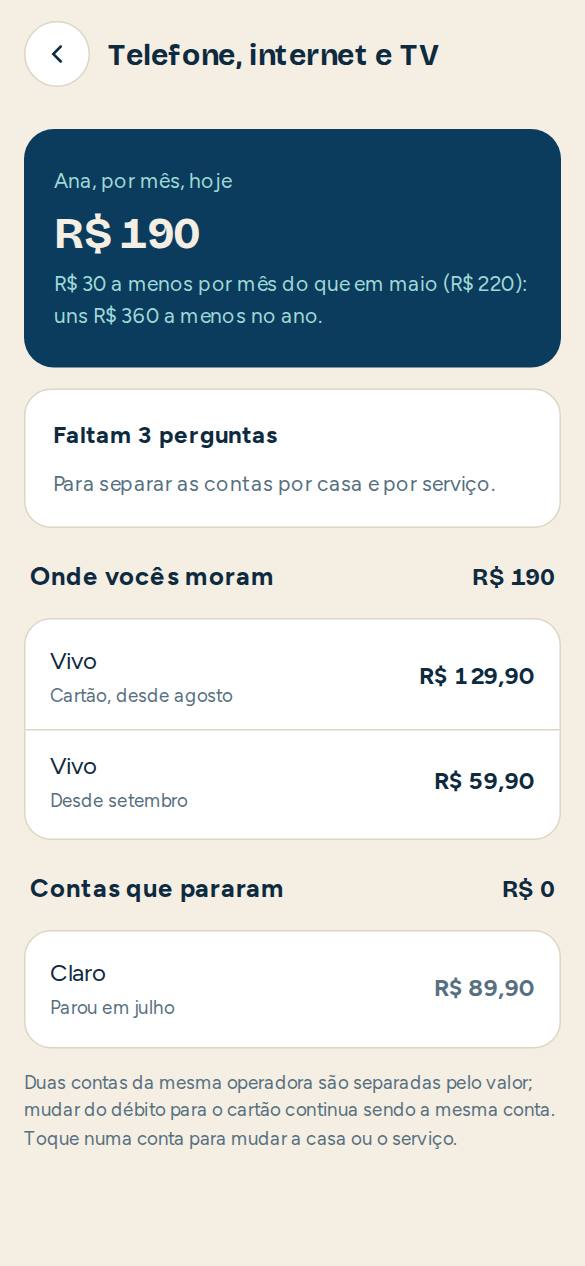 Telefone, internet e TV
Ana, por mês, hoje
R$ 190
R$ 30 a menos por mês do que em maio (R$ 220):
uns R$ 360 a menos no ano.
Faltam 3 perguntas
Para separar as contas por casa e por serviço.
Onde vocês moram R$ 190
Vivo
Cartão, desde agosto
R$ 129,90
Vivo
Desde setembro
R$ 59,90
Contas que pararam R$ 0
Claro
Parou em julho
R$ 89,90
Duas contas da mesma operadora são separadas pelo valor;
mudar do débito para o cartão continua sendo a mesma conta.
Toque numa conta para mudar a casa ou o serviço.